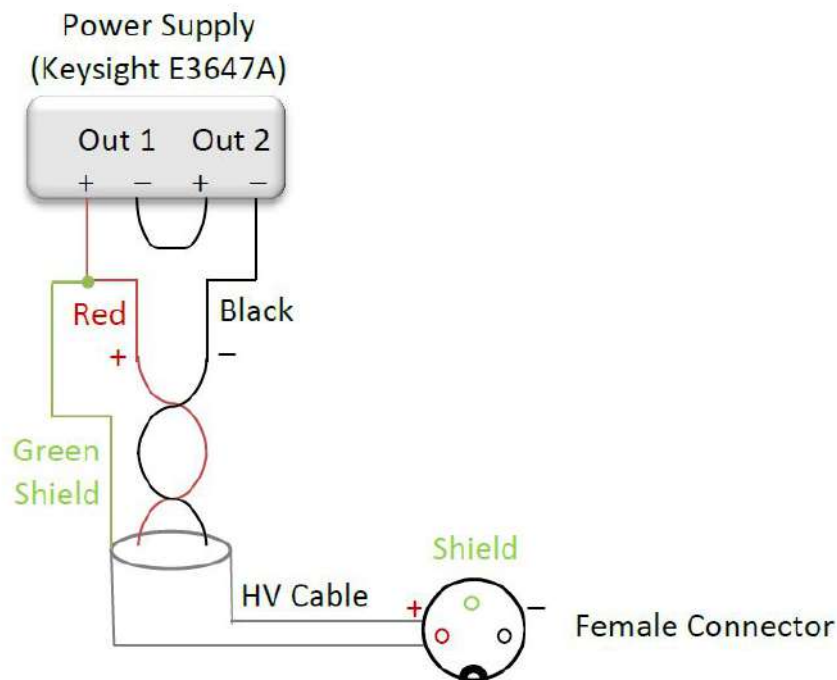 Power Supply
(Keysight E3647A)
Out 1 Out 2
+ − + −
Red Black
+ −
Green
Shield
Shield
HV Cable + −
Female Connector